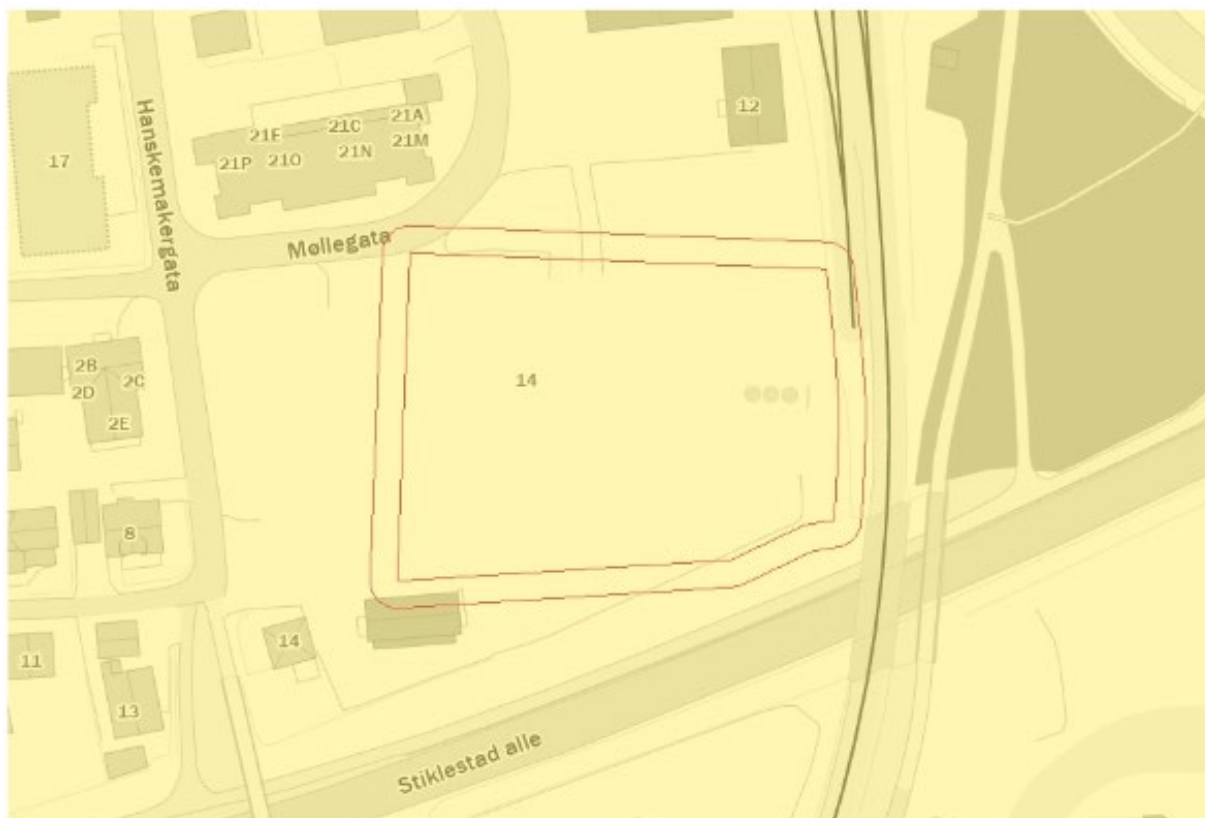 12
21A
21C
21E
21M
21N
21O
21P
17
Hanskemakergata
Møllegata
2B
2C
2D
2E
14
8
14
11
13
Stiklestad alle